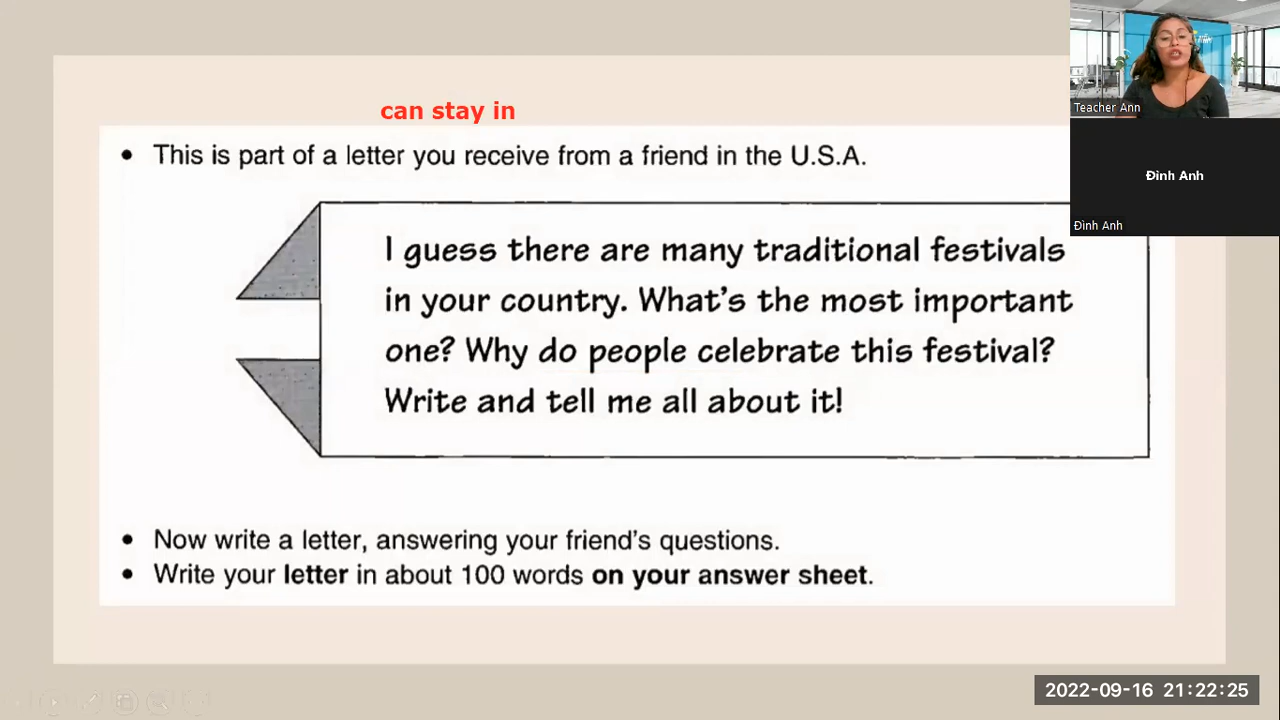 can stay in
Teacher Ann
• This is part of a letter you receive from a friend in the U.S.A.
Đình Anh
Đình Anh
I guess there are many traditional festivals
in your country. What's the most important
one? Why do people celebrate this festival?
Write and tell me all about it!
• Now write a letter, answering your friend's questions.
• Write your letter in about 100 words on your answer sheet.
2022-09-16 21:22:25